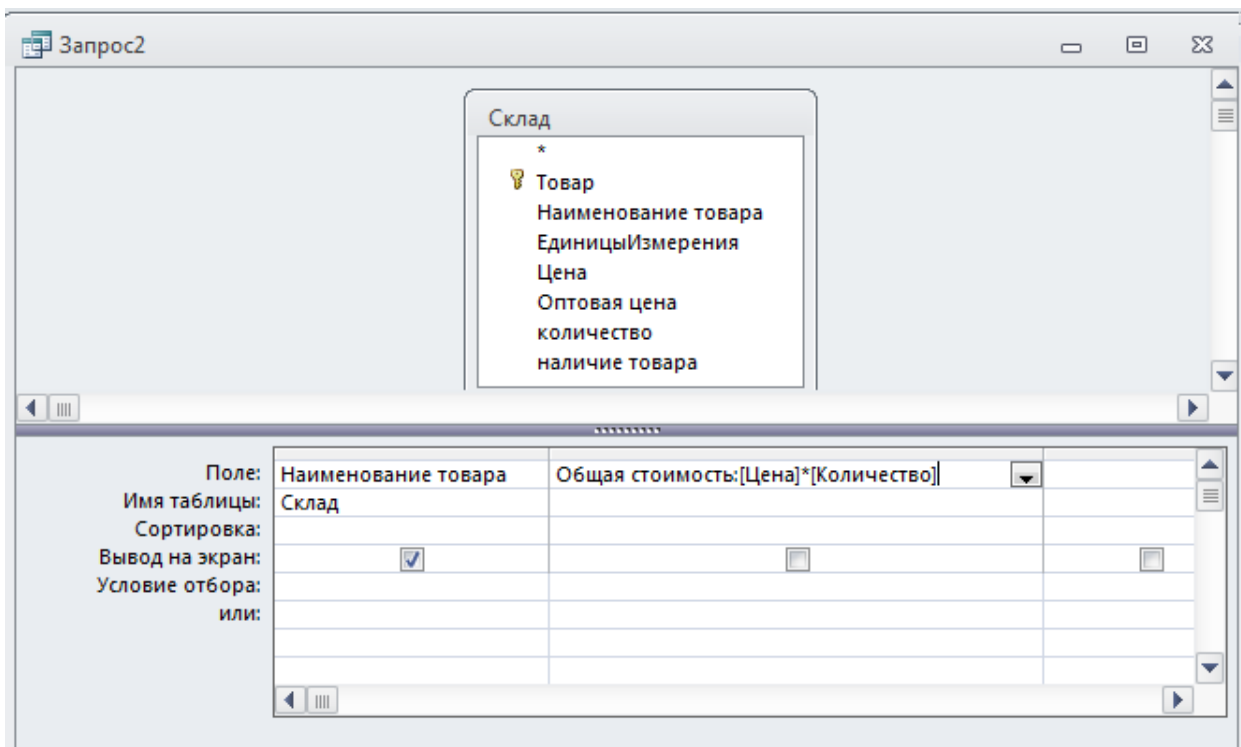 Запрос2
Склад
*
Товар
Наименование товара
ЕдиницыИзмерения
Цена
Оптовая цена
количество
наличие товара
Поле: Наименование товара Общая стоимость:[Цена]*[Количество]
Имя таблицы: Склад
Сортировка:
Вывод на экран:
Условие отбора:
или: